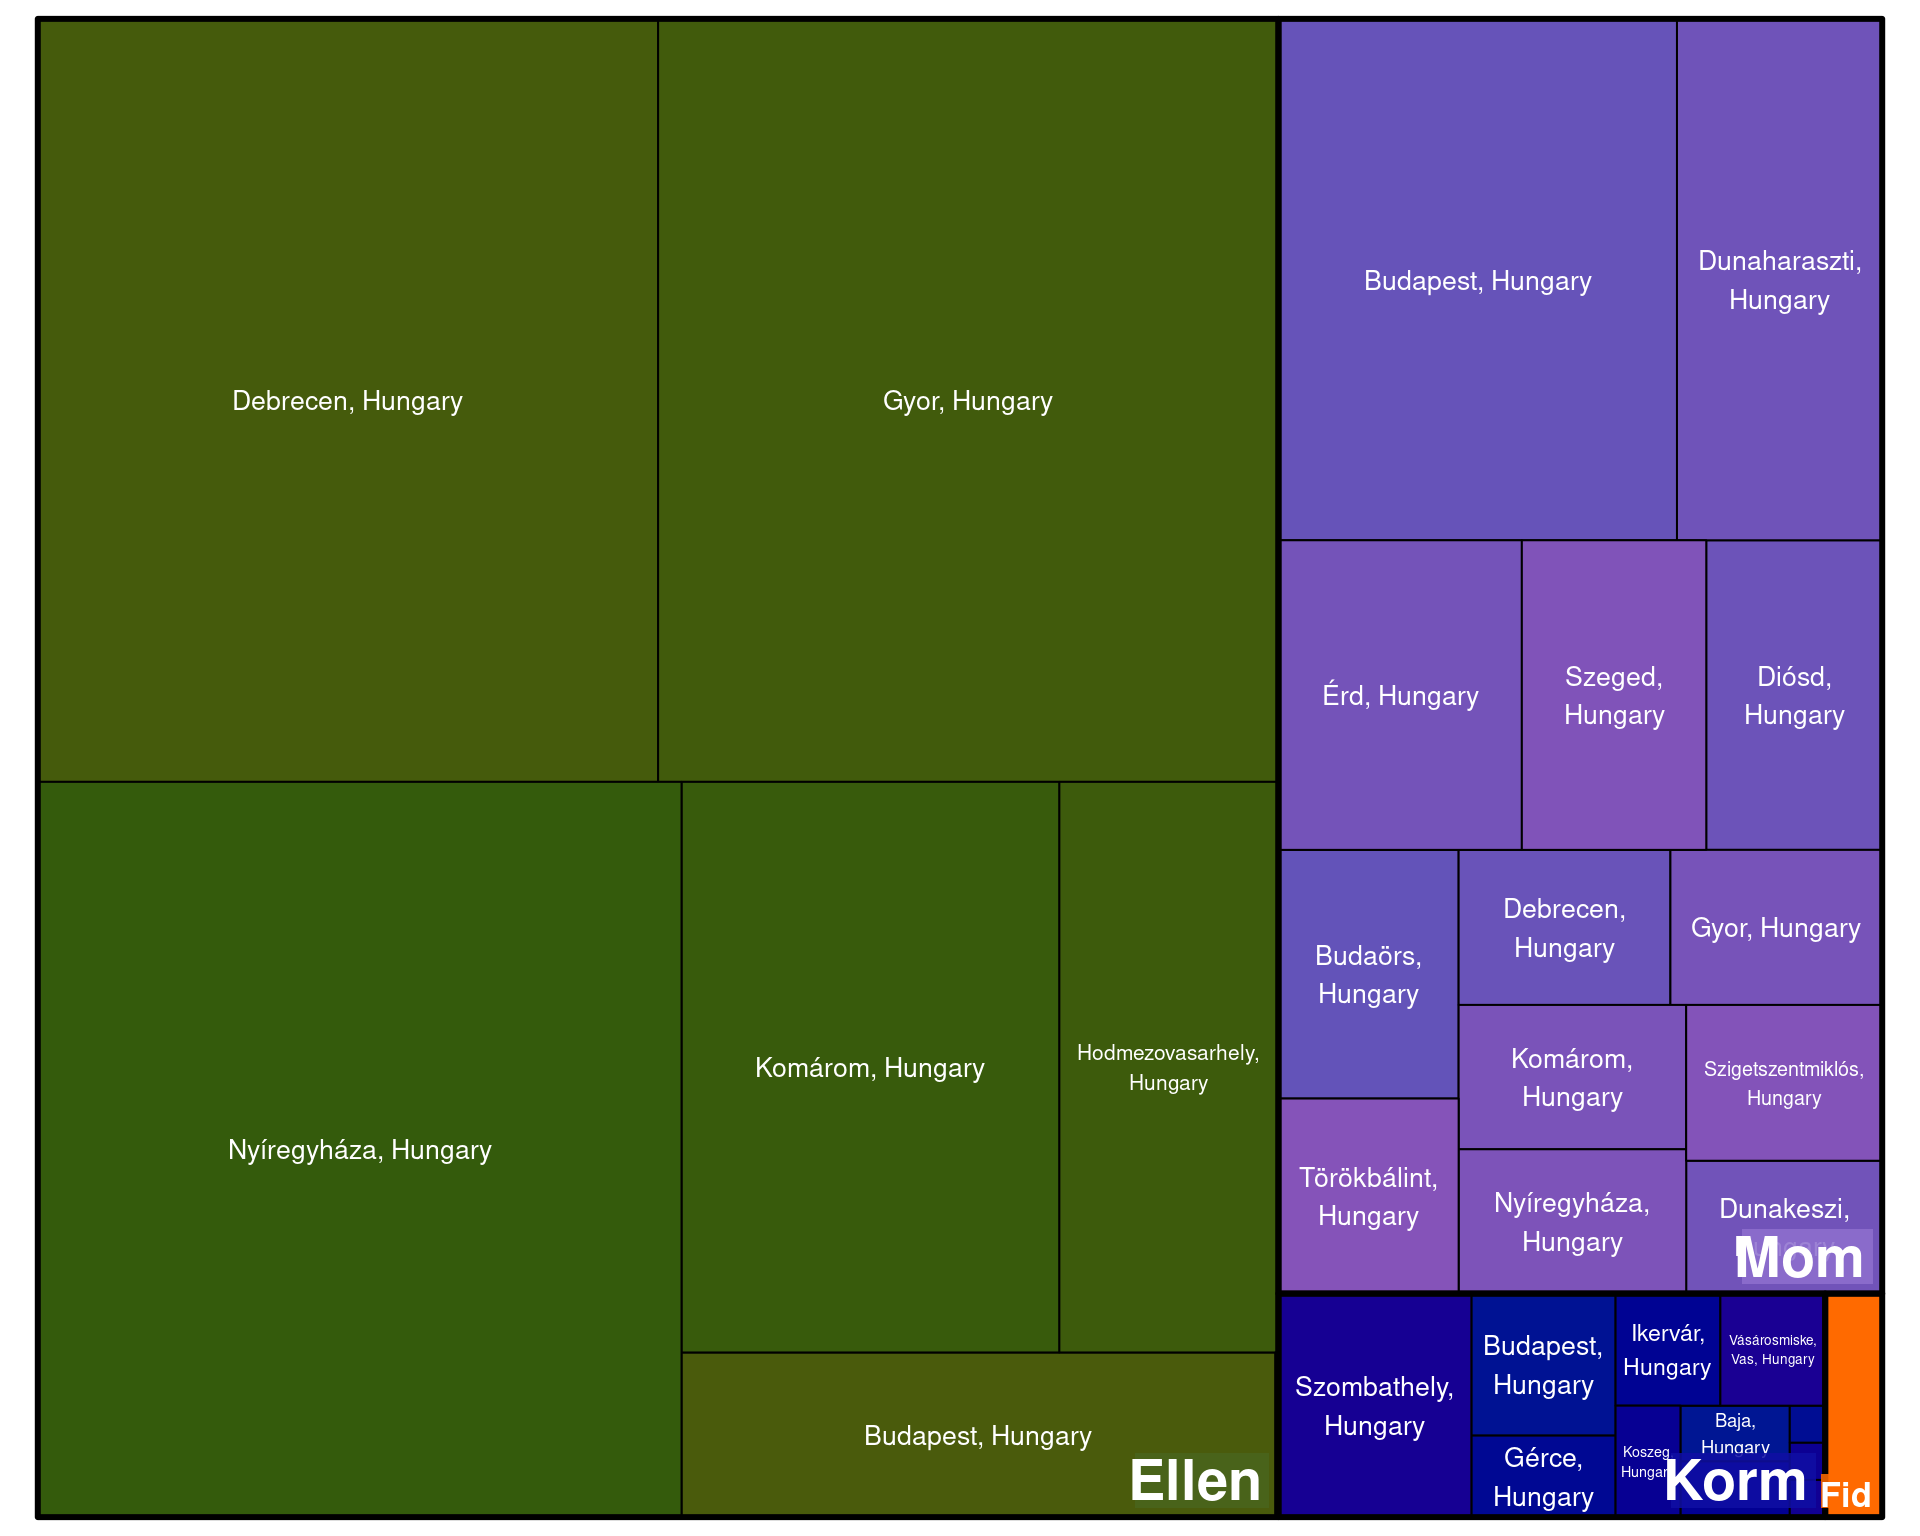 Debrecen, Hungary
Gyor, Hungary
Nyíregyháza, Hungary
Komárom, Hungary
Hodmezovasarhely,
Hungary
Budapest, Hungary
Ellen
Budapest, Hungary
Dunaharaszti,
Hungary
Érd, Hungary
Szeged,
Hungary
Diósd,
Hungary
Budaörs,
Hungary
Debrecen,
Hungary
Gyor, Hungary
Komárom,
Hungary
Szigetszentmiklós,
Hungary
Törökbálint,
Hungary
Nyíregyháza,
Hungary
Dunakeszi,
Mom
Szombathely,
Hungary
Budapest,
Hungary
Ikervár,
Hungary
Vásárosmiske,
Vas, Hungary
Gérce,
Hungary
Koszeg
Baja,
Hungary
Korm
Fid